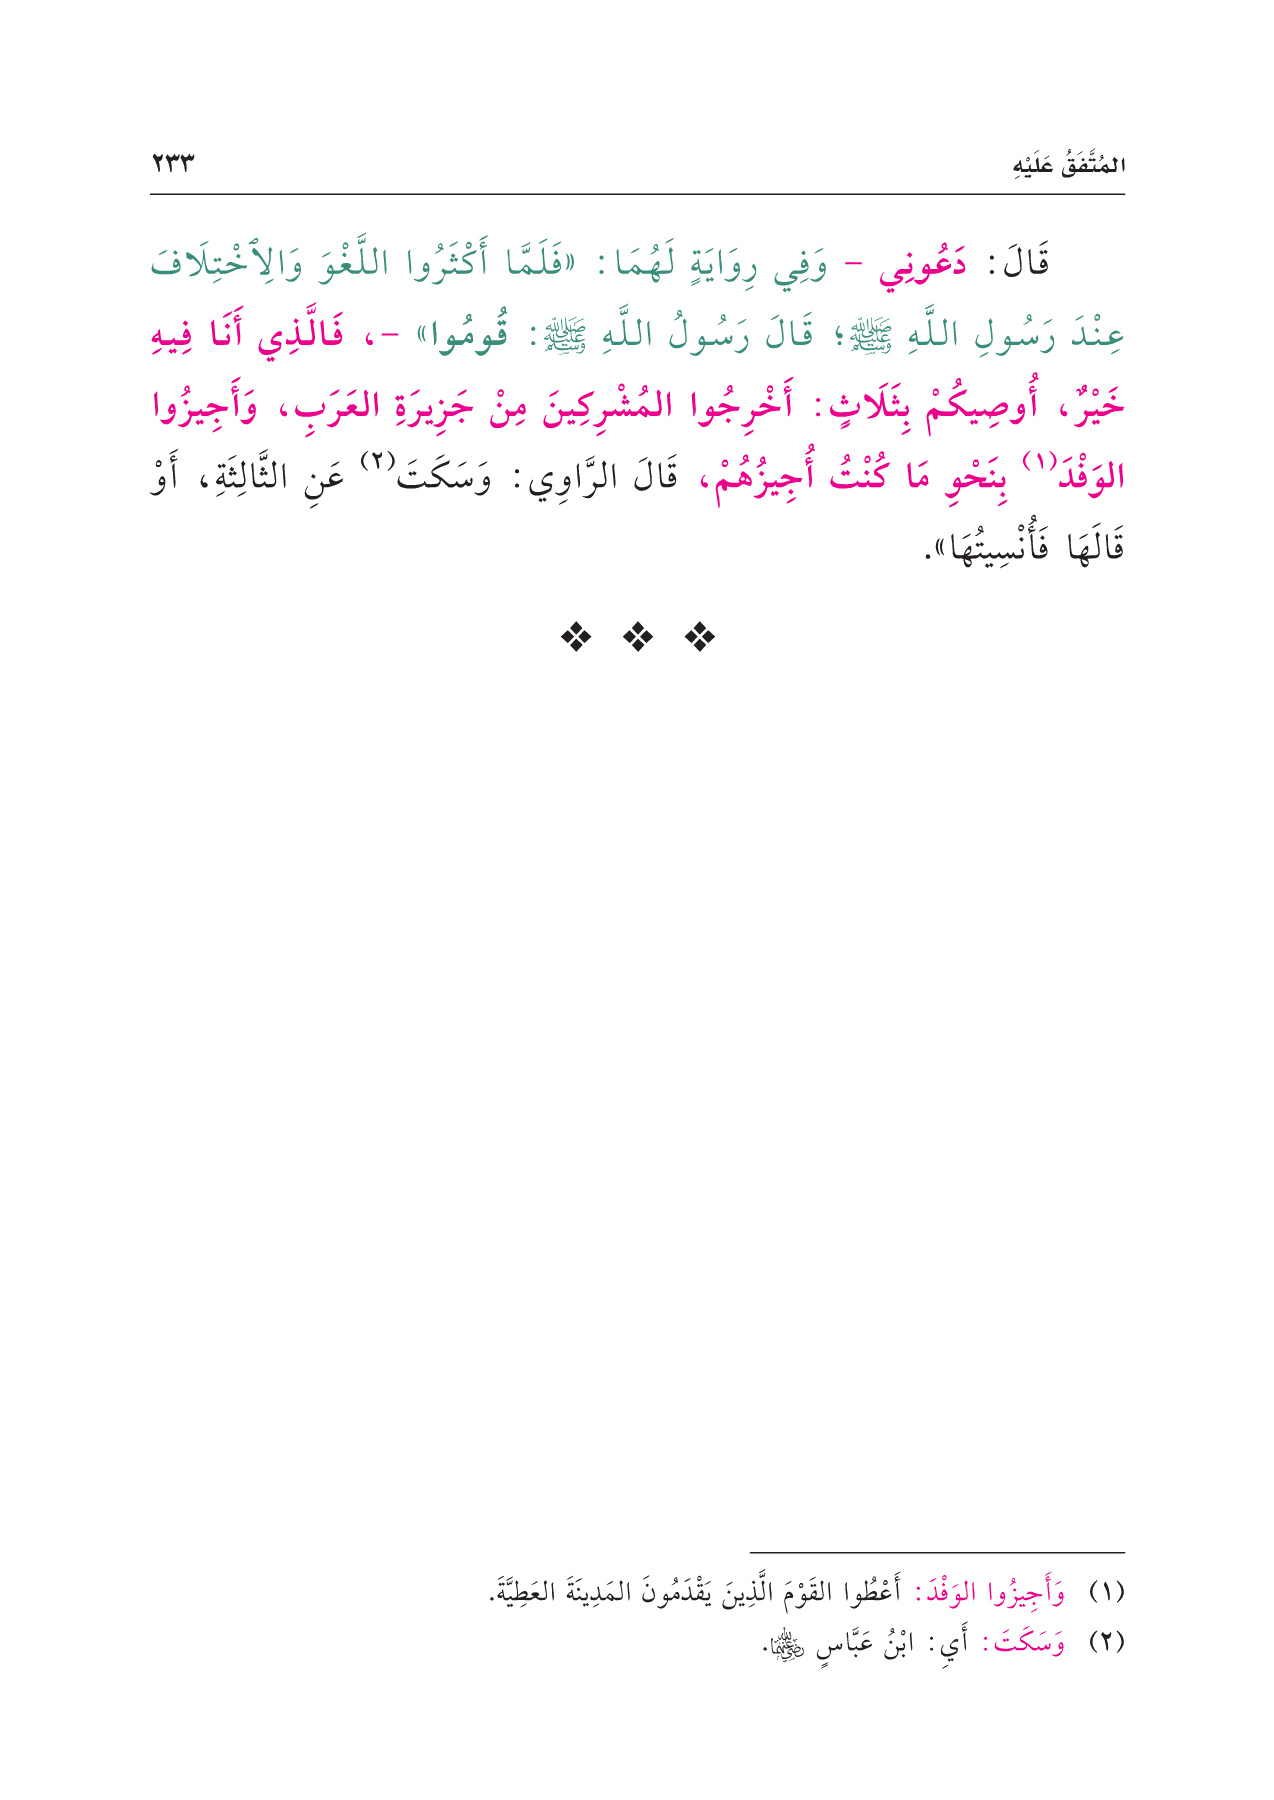 المُتَّفَقُ عَلَيْهِ ٢٣٣
قَالَ: دَعُونِي – وَفِي رِوَايَةٍ لَهُمَا: «فَلَمَّا أَكْثَرُوا اللَّغْوَ وَالِٱخْتِلَافَ
عِنْدَ رَسُولِ اللَّهِ ﷺ؛ قَالَ رَسُولُ اللَّهِ ﷺ: قُومُوا» –، فَالَّذِي أَنَا فِيهِ
خَيْرٌ، أُوصِيكُمْ بِثَلَاثٍ: أَخْرِجُوا المُشْرِكِينَ مِنْ جَزِيرَةِ العَرَبِ، وَأَجِيزُوا
الوَفْدَ(١) بِنَحْوِ مَا كُنْتُ أُجِيزُهُمْ، قَالَ الرَّاوِي: وَسَكَتَ(٢) عَنِ الثَّالِثَةِ، أَوْ
قَالَهَا فَأُنْسِيتُهَا».
❖ ❖ ❖
(١) وَأَجِيزُوا الوَفْدَ: أَعْطُوا القَوْمَ الَّذِينَ يَقْدَمُونَ المَدِينَةَ العَطِيَّةَ.
(٢) وَسَكَتَ: أَيِ: ابْنُ عَبَّاسٍ رضي الله عنهما.